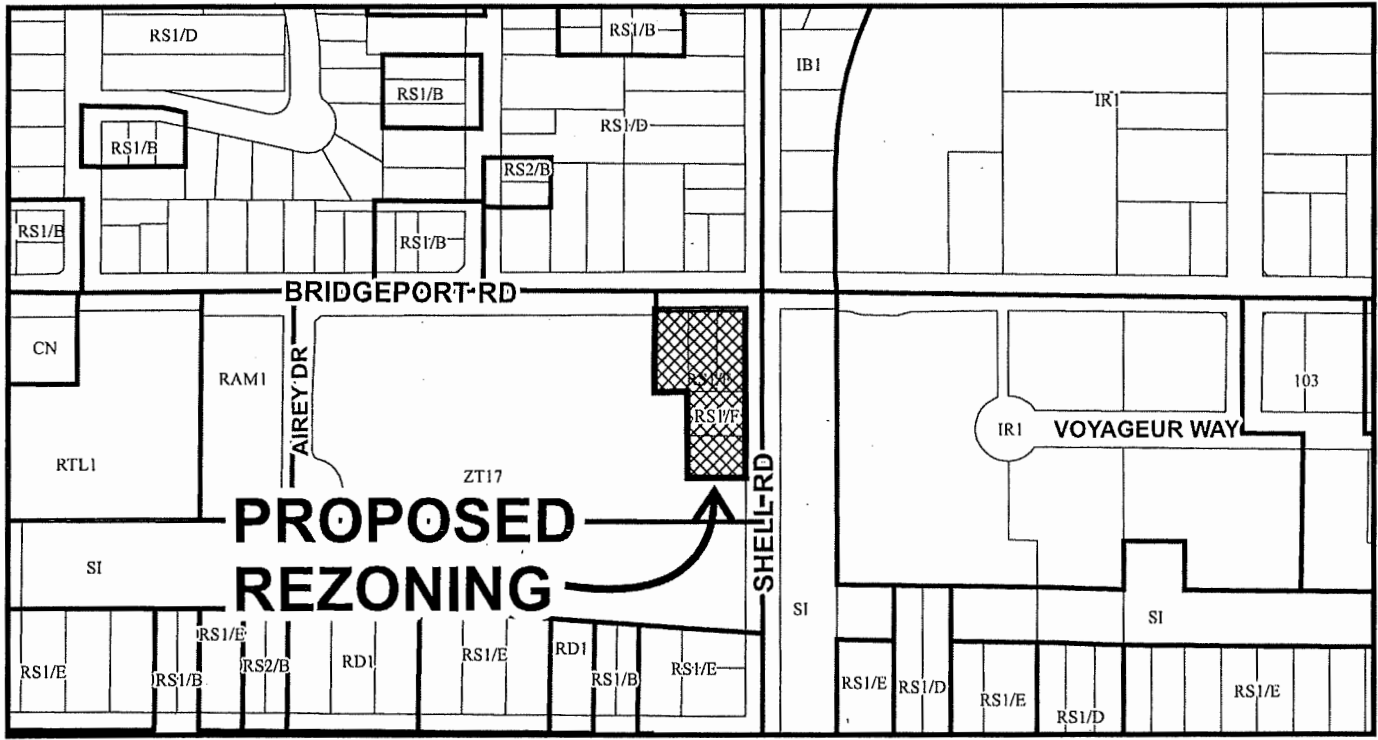 RS1/D
RS1/B
IB1
RS1/B
IR1
RS1/D
RS1/B
RS2/B
RS1/B
RS1/B
BRIDGEPORT RD
CN
RAM1
AIREY DR
103
RS1/F
IR1
VOYAGEUR WAY
RTL1
ZT17
SHELL RD
PROPOSED
REZONING
SI
SI
SI
RS1/E
RS1/B
RS1/E
RS2/B
RD1
RS1/E
RD1
RS1/B
RS1/E
RS1/E
RS1/D
RS1/E
RS1/D
RS1/E